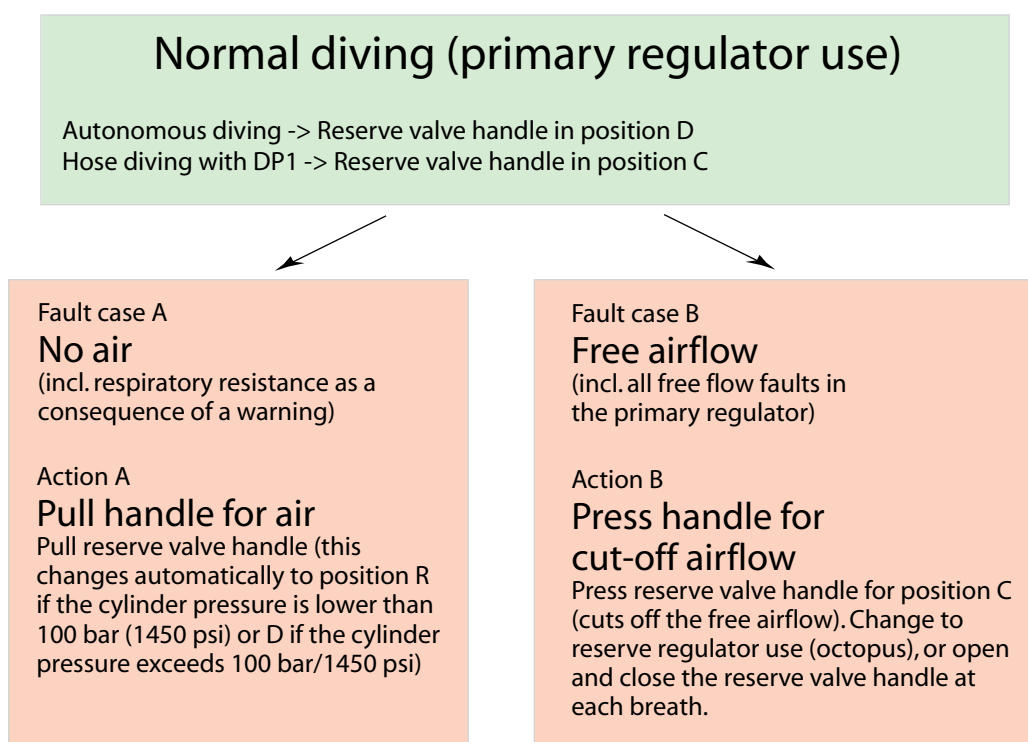 Normal diving (primary regulator use)
Autonomous diving -> Reserve valve handle in position D
Hose diving with DP1 -> Reserve valve handle in position C
Fault case A
No air
(incl. respiratory resistance as a
consequence of a warning)
Action A
Pull handle for air
Pull reserve valve handle (this
changes automatically to position R
if the cylinder pressure is lower than
100 bar (1450 psi) or D if the cylinder
pressure exceeds 100 bar/1450 psi)
Fault case B
Free airflow
(incl. all free flow faults in
the primary regulator)
Action B
Press handle for
cut-off airflow
Press reserve valve handle for position C
(cuts off the free airflow). Change to
reserve regulator use (octopus), or open
and close the reserve valve handle at
each breath.